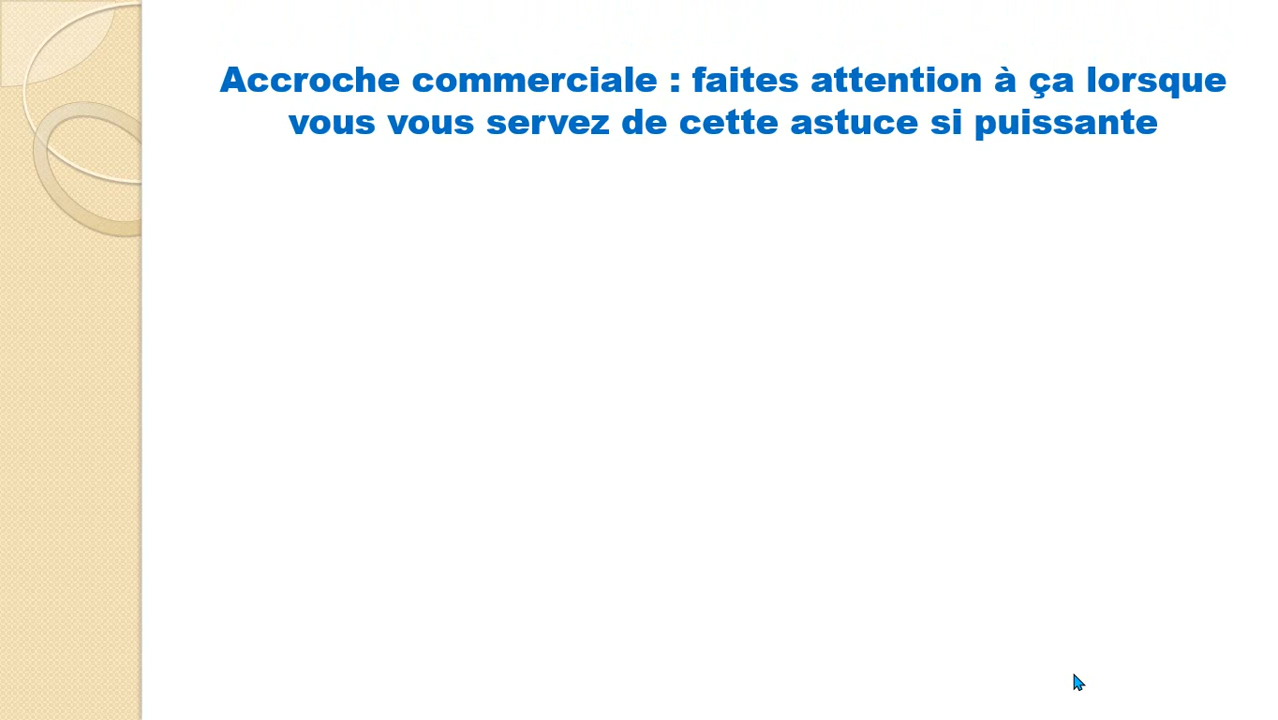 Accroche commerciale : faites attention à ça lorsque
vous vous servez de cette astuce si puissante